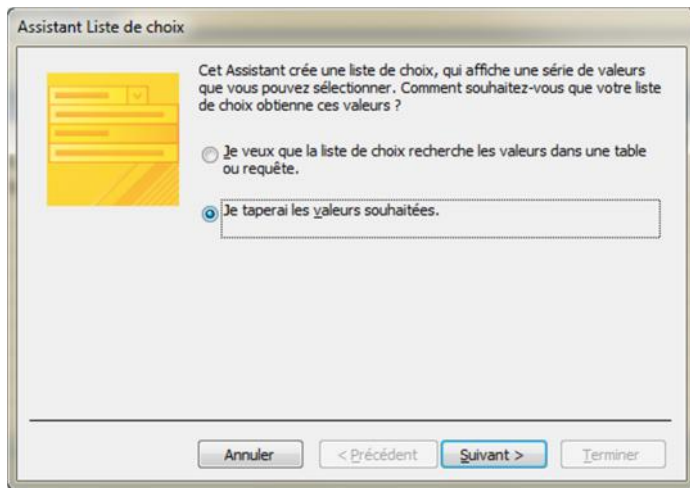 Assistant Liste de choix
Cet Assistant crée une liste de choix, qui affiche une série de valeurs
que vous pouvez sélectionner. Comment souhaitez-vous que votre liste
de choix obtienne ces valeurs ?
Je veux que la liste de choix recherche les valeurs dans une table
ou requête.
Je taperai les valeurs souhaitées.
Annuler
< Précédent
Suivant >
Terminer